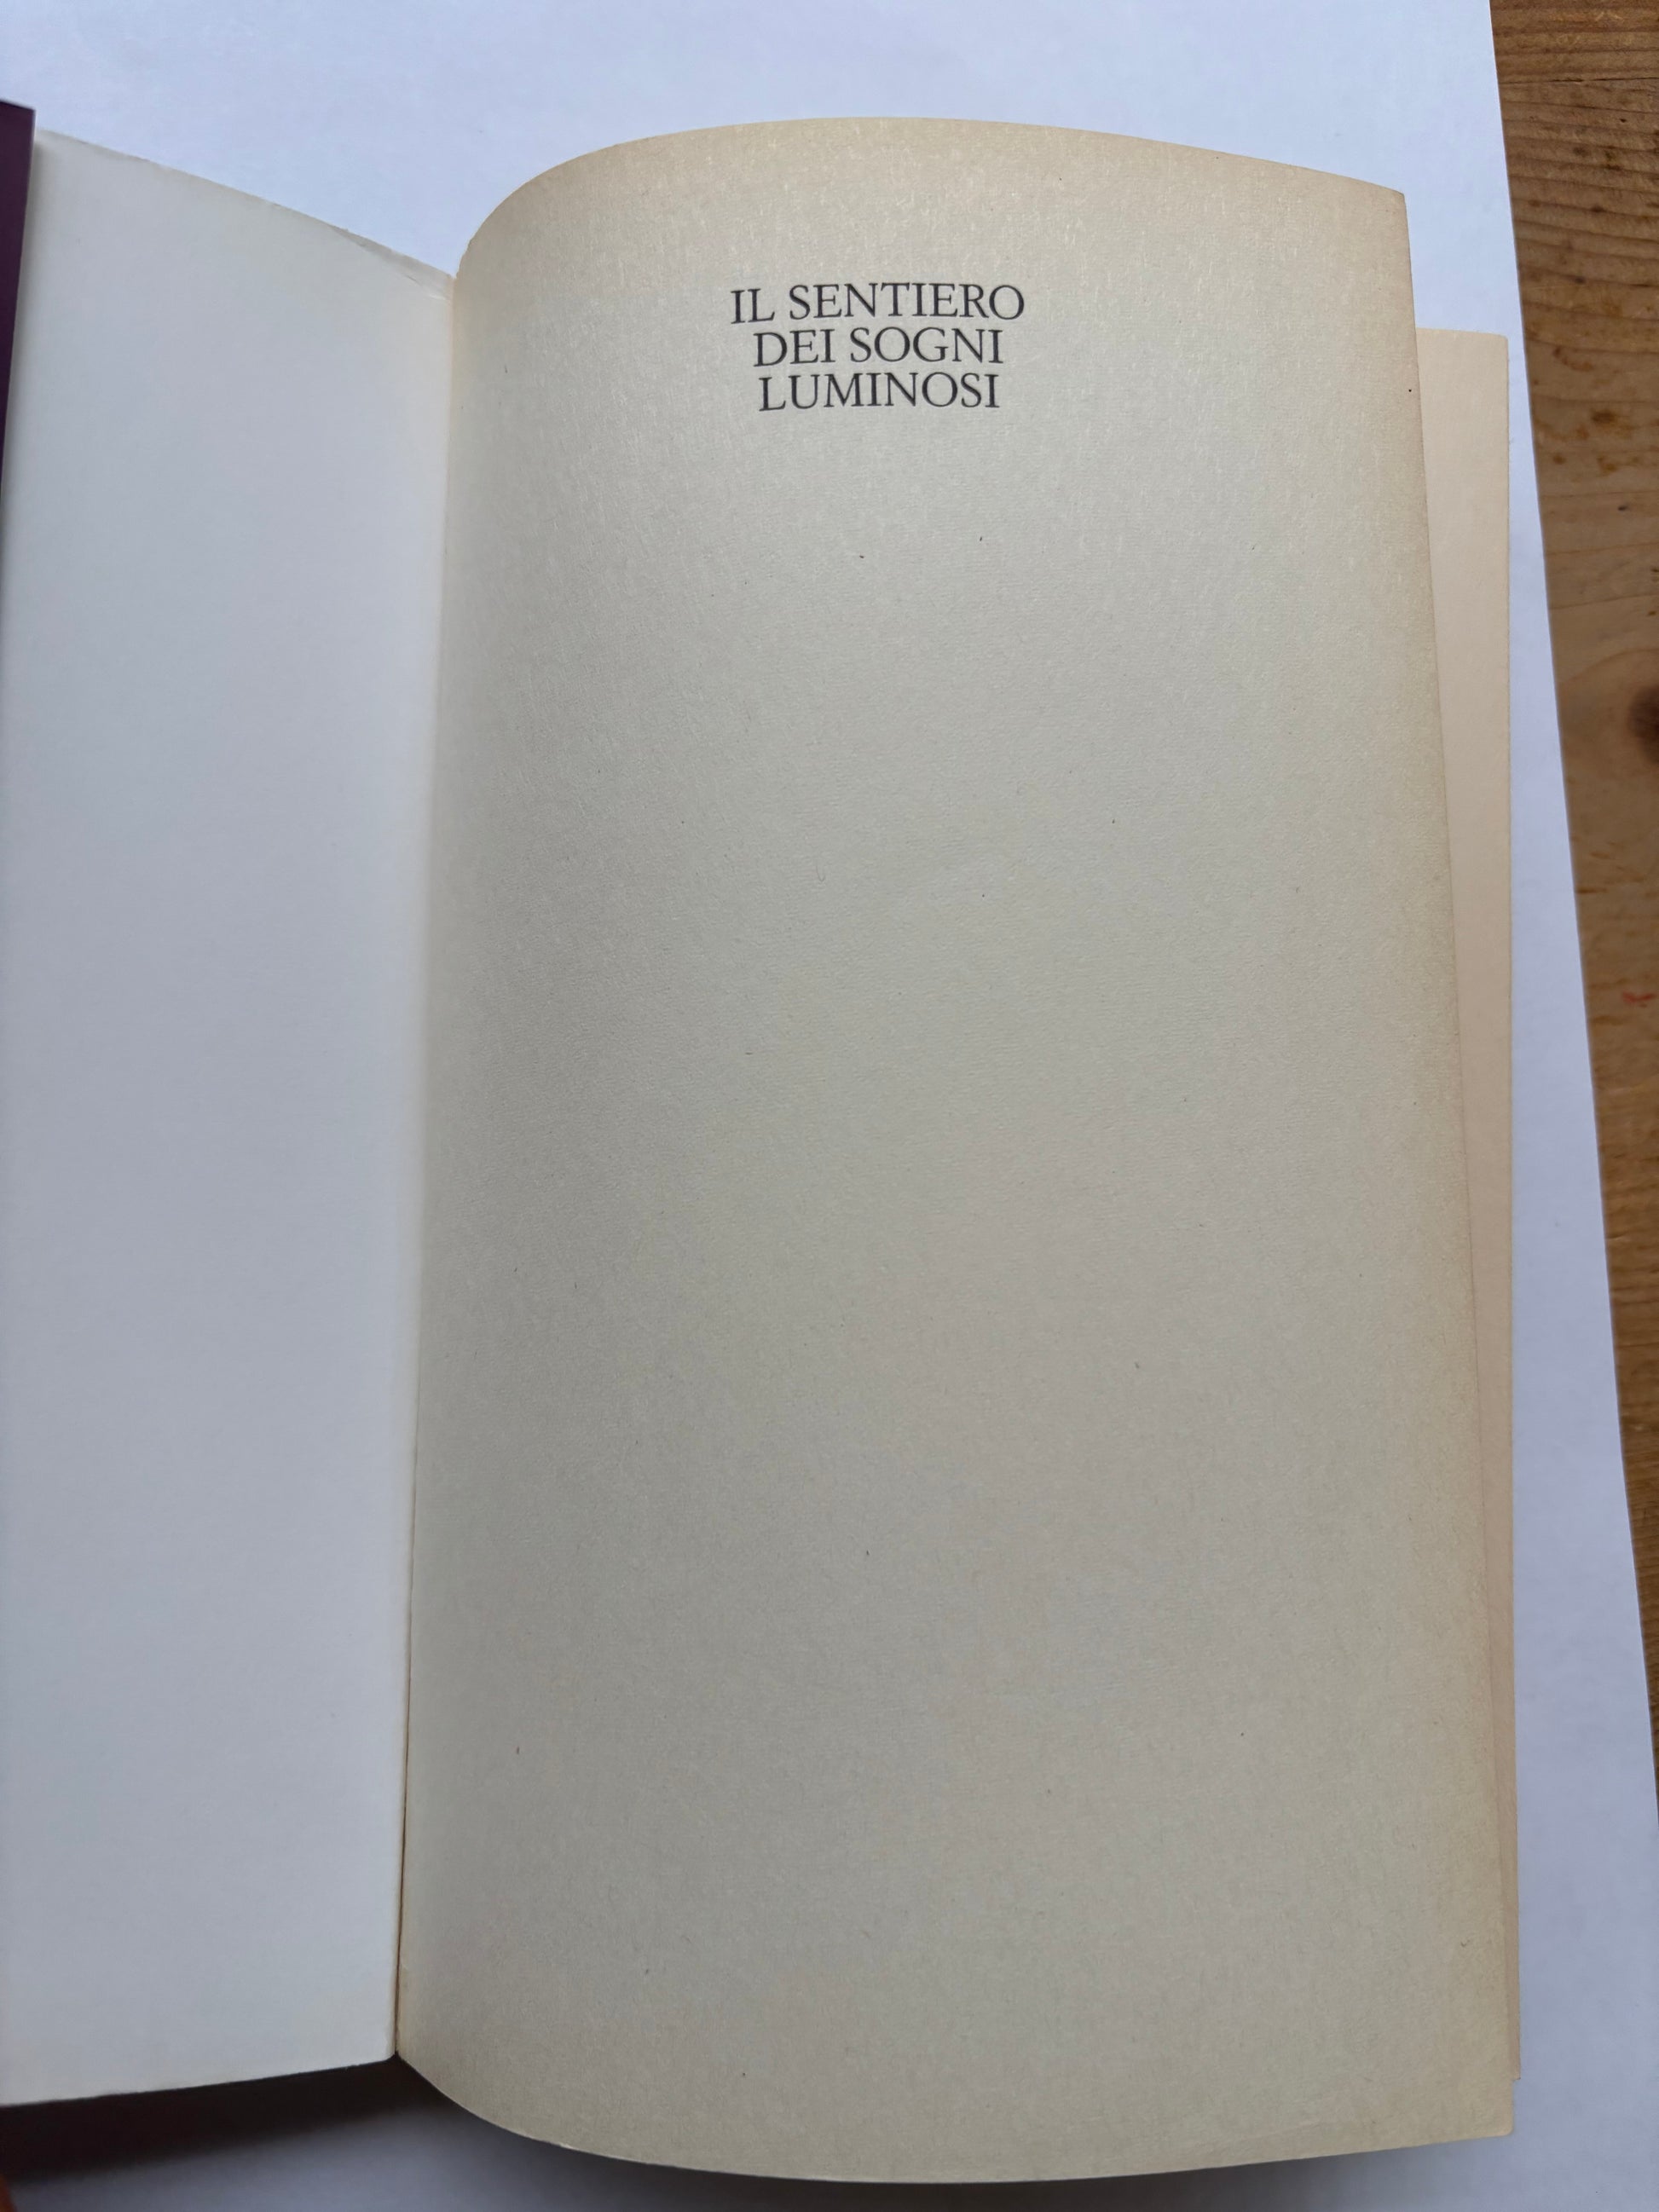 IL SENTIERO
DEI SOGNI
LUMINOSI